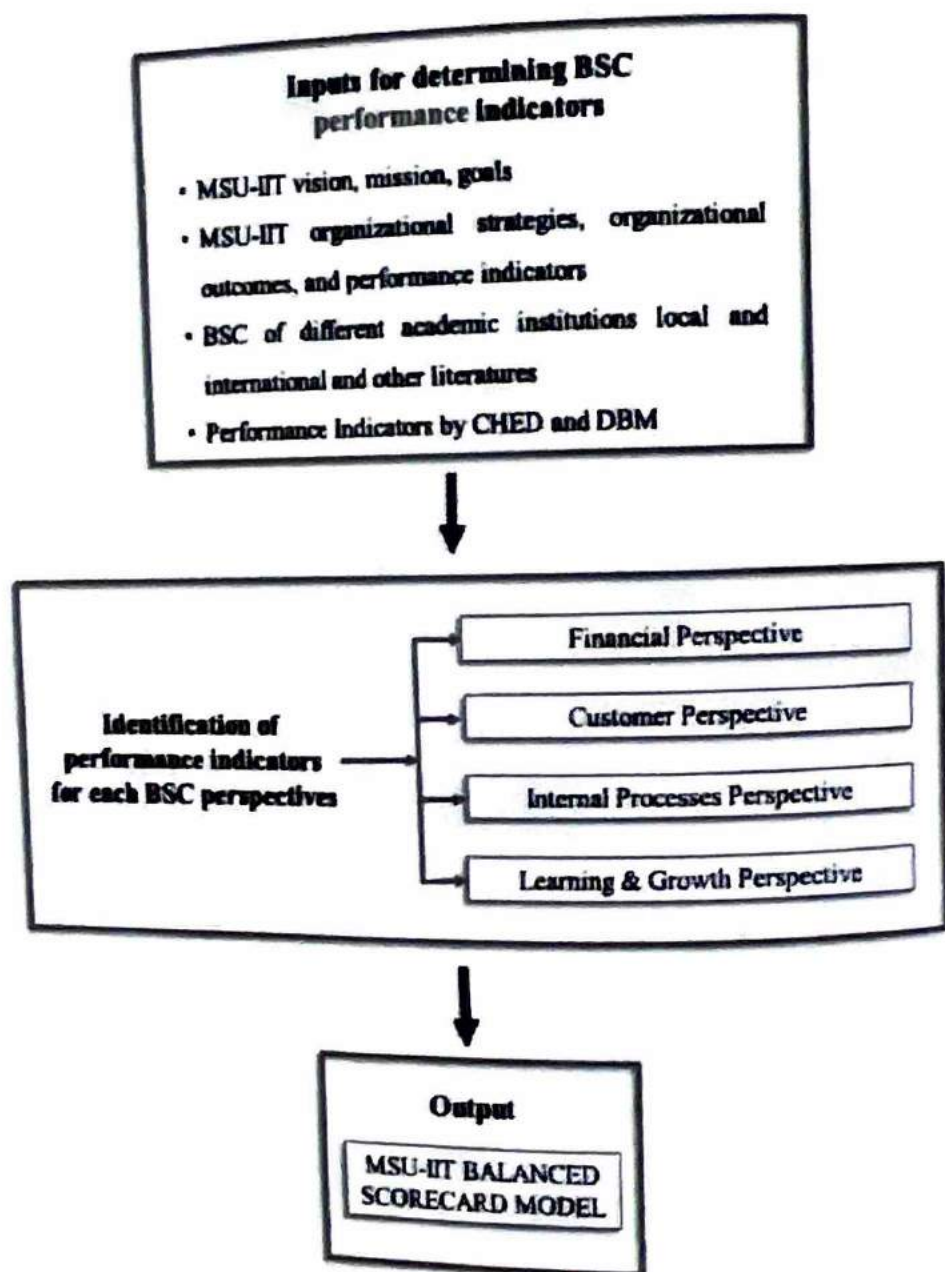 Inputs for determining BSC
performance indicators
• MSU-IIT vision, mission, goals
• MSU-IIT organizational strategies, organizational
outcomes, and performance indicators
• BSC of different academic institutions local and
international and other literatures
• Performance Indicators by CHED and DBM
Identification of
performance indicators
for each BSC perspectives
Financial Perspective
Customer Perspective
Internal Processes Perspective
Learning & Growth Perspective
Output
MSU-IIT BALANCED
SCORECARD MODEL